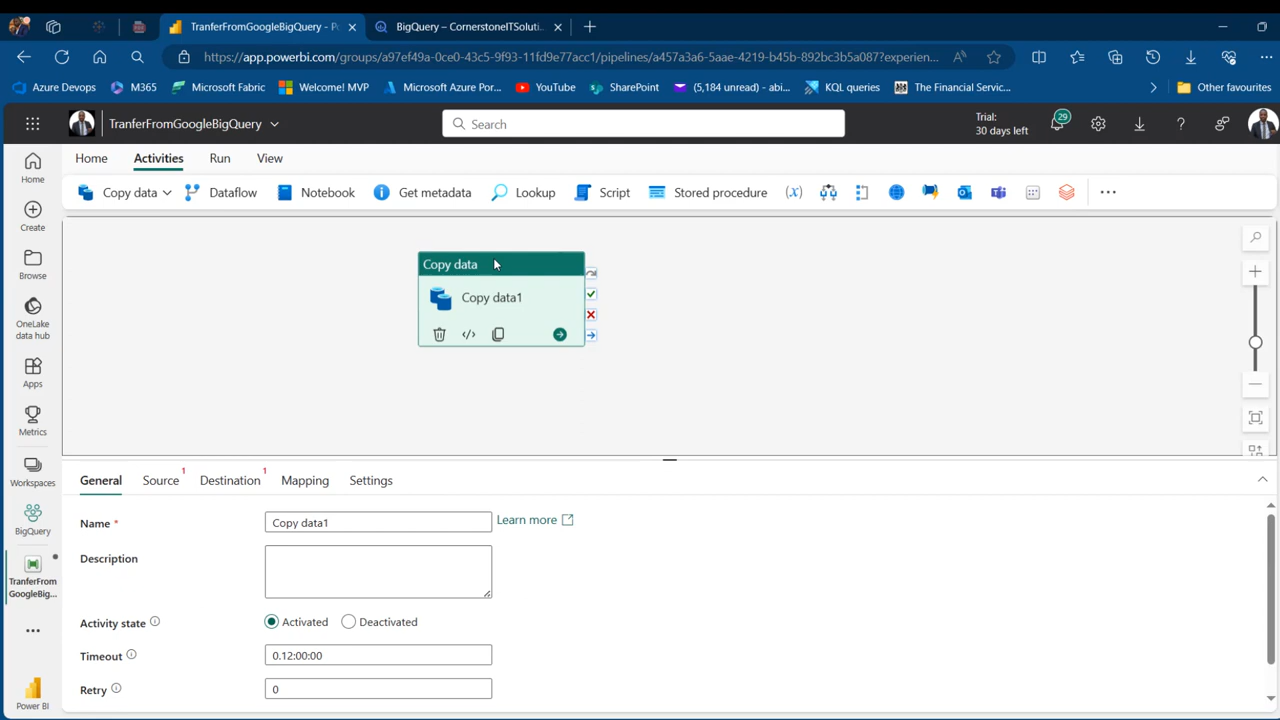 TranferFromGoogleBigQuery - Po
BigQuery – CornerstoneITSoluti...
https://app.powerbi.com/groups/a97ef49a-0ce0-43c5-9f93-11f7e77acc1/pipelines/a457a3a6-5aae-4219-b45b-892bc3b5a087?experien...
Azure Devops
M365
Microsoft Fabric
Welcome! MVP
Microsoft Azure Por...
YouTube
SharePoint
(5,184 unread) - abi...
KQL queries
The Financial Servic...
Other favourites
TranferFromGoogleBigQuery
Search
Trial:
30 days left
29
Home Activities Run View
Copy data Dataflow Notebook Get metadata Lookup Script Stored procedure (x)
Home
Create
Browse
OneLake
data hub
Apps
Metrics
Workspaces
BigQuery
TranferFrom
GoogleBig...
Power BI
Copy data
Copy data1
General Source 1 Destination 1 Mapping Settings
Name * Copy data1 Learn more
Description
Activity state Activated Deactivated
Timeout 0.12:00:00
Retry 0